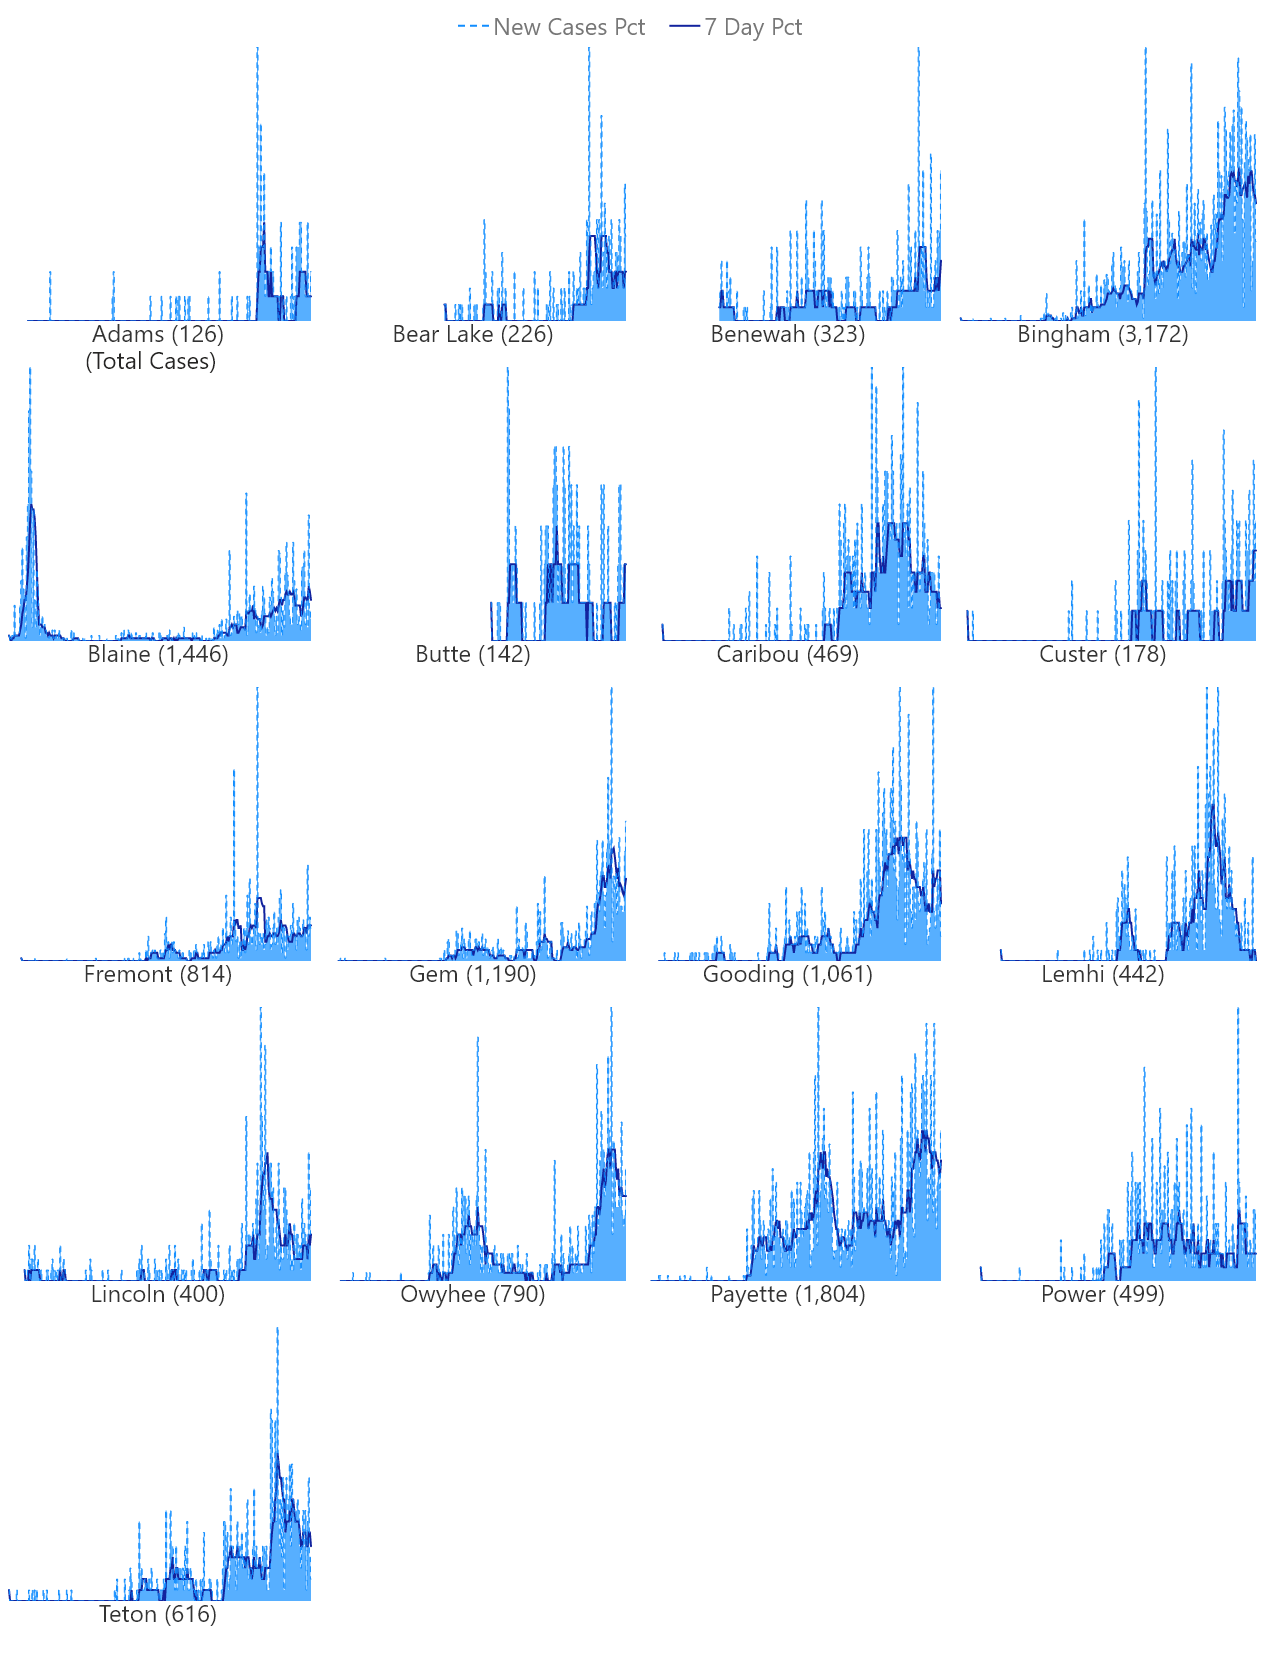 New Cases Pct 7 Day Pct
Adams (126)
(Total Cases)
Bear Lake (226)
Benewah (323)
Bingham (3,172)
Blaine (1,446)
Butte (142)
Caribou (469)
Custer (178)
Fremont (814)
Gem (1,190)
Gooding (1,061)
Lemhi (442)
Lincoln (400)
Owyhee (790)
Payette (1,804)
Power (499)
Teton (616)